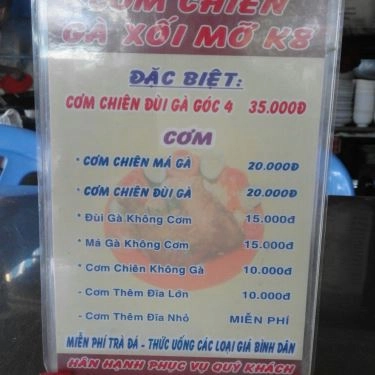 CƠM CHIÊN
GÀ XỐI MỠ K8
ĐẶC BIỆT:
CƠM CHIÊN ĐÙI GÀ GÓC 4 35.000Đ
CƠM
* CƠM CHIÊN MÁ GÀ 20.000đ
* CƠM CHIÊN ĐÙI GÀ 20.000đ
- Đùi Gà Không Cơm 15.000đ
- Má Gà Không Cơm 15.000đ
- Cơm Chiên Không Gà 10.000đ
- Cơm Thêm Đĩa Lớn 10.000đ
- Cơm Thêm Đĩa Nhỏ MIỄN PHÍ
MIỄN PHÍ TRÀ ĐÁ - THỨC UỐNG CÁC LOẠI GIÁ BÌNH DÂN
HÂN HẠNH PHỤC VỤ QUÝ KHÁCH